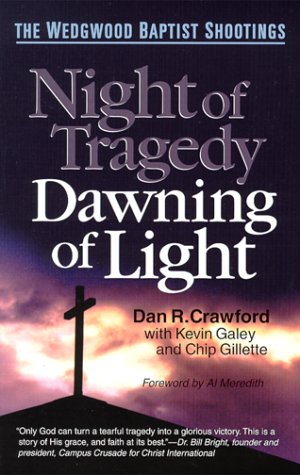 THE WEDGWOOD BAPTIST SHOOTINGS
Night of
Tragedy
Dawning
of Light
Dan R. Crawford
with Kevin Galey
and Chip Gillette
Foreword by Al Meredith
"Only God can turn a tearful tragedy into a glorious victory. This is a
story of His grace, and faith at its best."—Dr. Bill Bright, founder and
president, Campus Crusade for Christ International